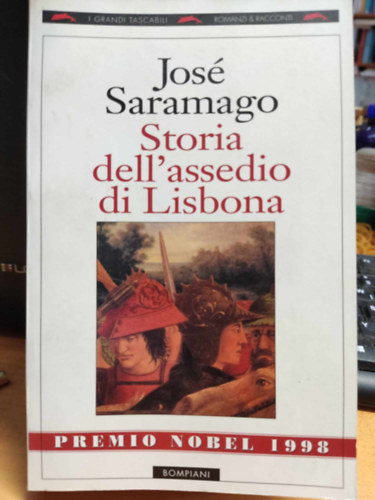 I GRANDI TASCABILI ROMANZI & RACCONTI
José
Saramago
Storia
dell'assedio
di Lisbona
PREMIO NOBEL 1998
BOMPIANI